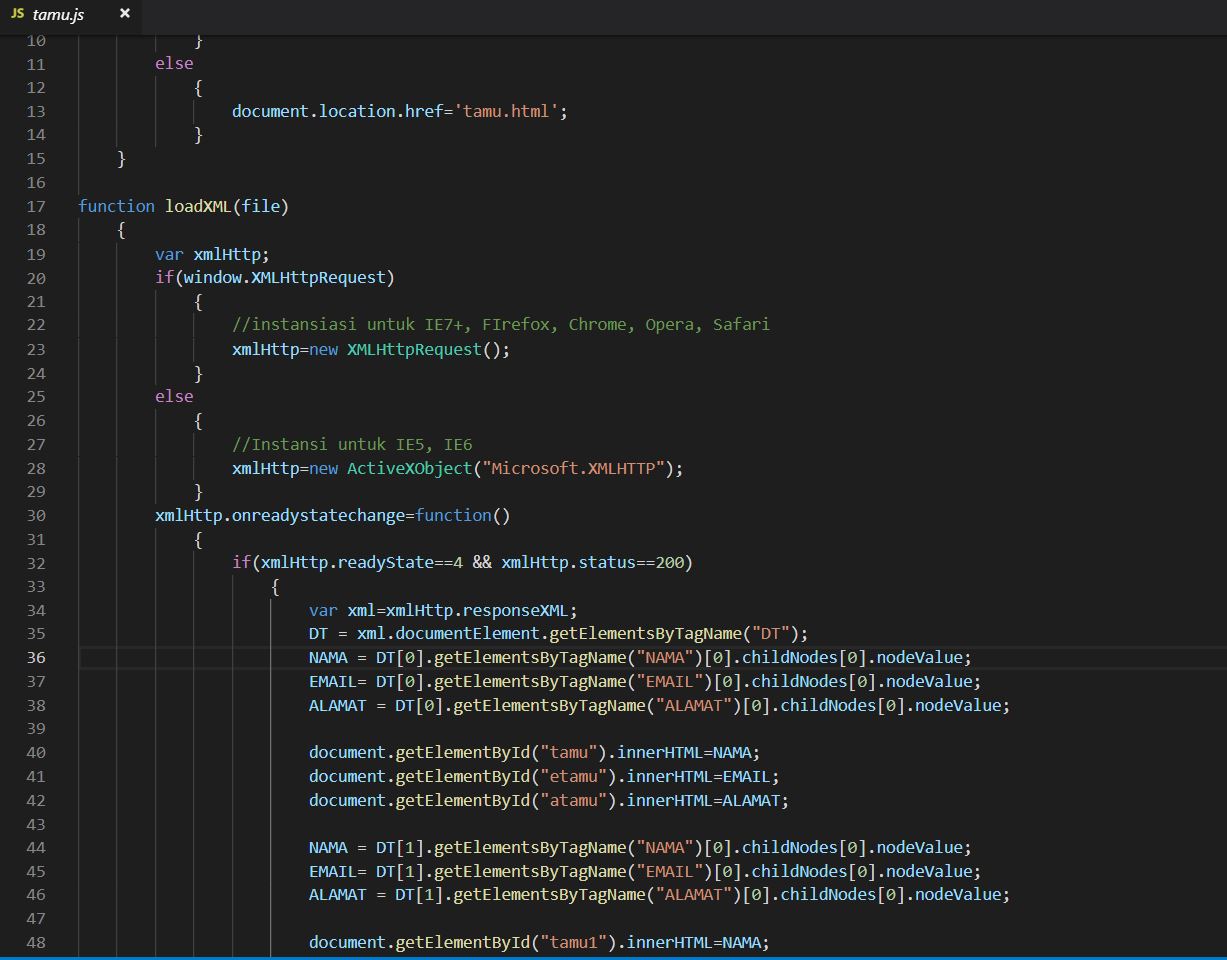 JS tamu.js ×
10 }
11 else
12 {
13 document.location.href='tamu.html';
14 }
15 }
16
17 function loadXML(file)
18 {
19 var xmlHttp;
20 if(window.XMLHttpRequest)
21 {
22 //instansiasi untuk IE7+, FIrefox, Chrome, Opera, Safari
23 xmlHttp=new XMLHttpRequest();
24 }
25 else
26 {
27 //Instansi untuk IE5, IE6
28 xmlHttp=new ActiveXObject("Microsoft.XMLHTTP");
29 }
30 xmlHttp.onreadystatechange=function()
31 {
32 if(xmlHttp.readyState==4 && xmlHttp.status==200)
33 {
34 var xml=xmlHttp.responseXML;
35 DT = xml.documentElement.getElementsByTagName("DT");
36 NAMA = DT[0].getElementsByTagName("NAMA")[0].childNodes[0].nodeValue;
37 EMAIL= DT[0].getElementsByTagName("EMAIL")[0].childNodes[0].nodeValue;
38 ALAMAT = DT[0].getElementsByTagName("ALAMAT")[0].childNodes[0].nodeValue;
39
40 document.getElementById("tamu").innerHTML=NAMA;
41 document.getElementById("etamu").innerHTML=EMAIL;
42 document.getElementById("atamu").innerHTML=ALAMAT;
43
44 NAMA = DT[1].getElementsByTagName("NAMA")[0].childNodes[0].nodeValue;
45 EMAIL= DT[1].getElementsByTagName("EMAIL")[0].childNodes[0].nodeValue;
46 ALAMAT = DT[1].getElementsByTagName("ALAMAT")[0].childNodes[0].nodeValue;
47
48 document.getElementById("tamu1").innerHTML=NAMA;